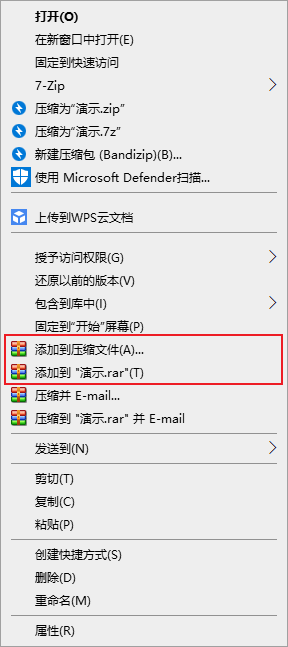 打开(O)
在新窗口中打开(E)
固定到快速访问
7-Zip
压缩为“演示.zip”
压缩为“演示.7z”
新建压缩包 (Bandizip)(B)...
使用 Microsoft Defender扫描...
上传到WPS云文档
授予访问权限(G)
还原以前的版本(V)
包含到库中(I)
固定到“开始”屏幕(P)
添加到压缩文件(A)...
添加到 "演示.rar"(T)
压缩并 E-mail...
压缩到 "演示.rar" 并 E-mail
发送到(N)
剪切(T)
复制(C)
粘贴(P)
创建快捷方式(S)
删除(D)
重命名(M)
属性(R)